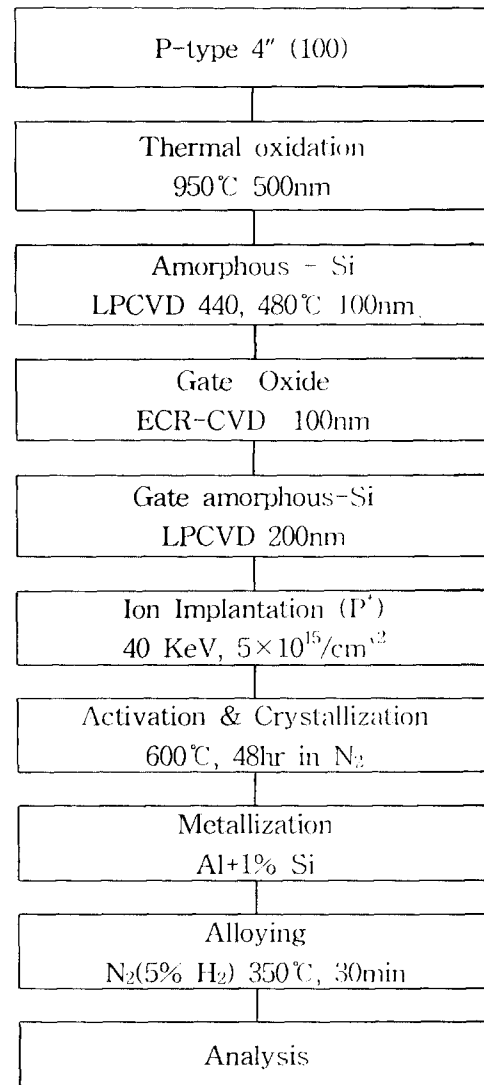 P-type 4″ (100)
Thermal oxidation
950℃ 500nm
Amorphous - Si
LPCVD 440, 480℃ 100nm
Gate Oxide
ECR-CVD 100nm
Gate amorphous-Si
LPCVD 200nm
Ion Implantation (P⁺)
40 KeV, 5×10¹⁵/cm²
Activation & Crystallization
600℃, 48hr in N₂
Metallization
Al+1% Si
Alloying
N₂(5% H₂) 350℃, 30min
Analysis